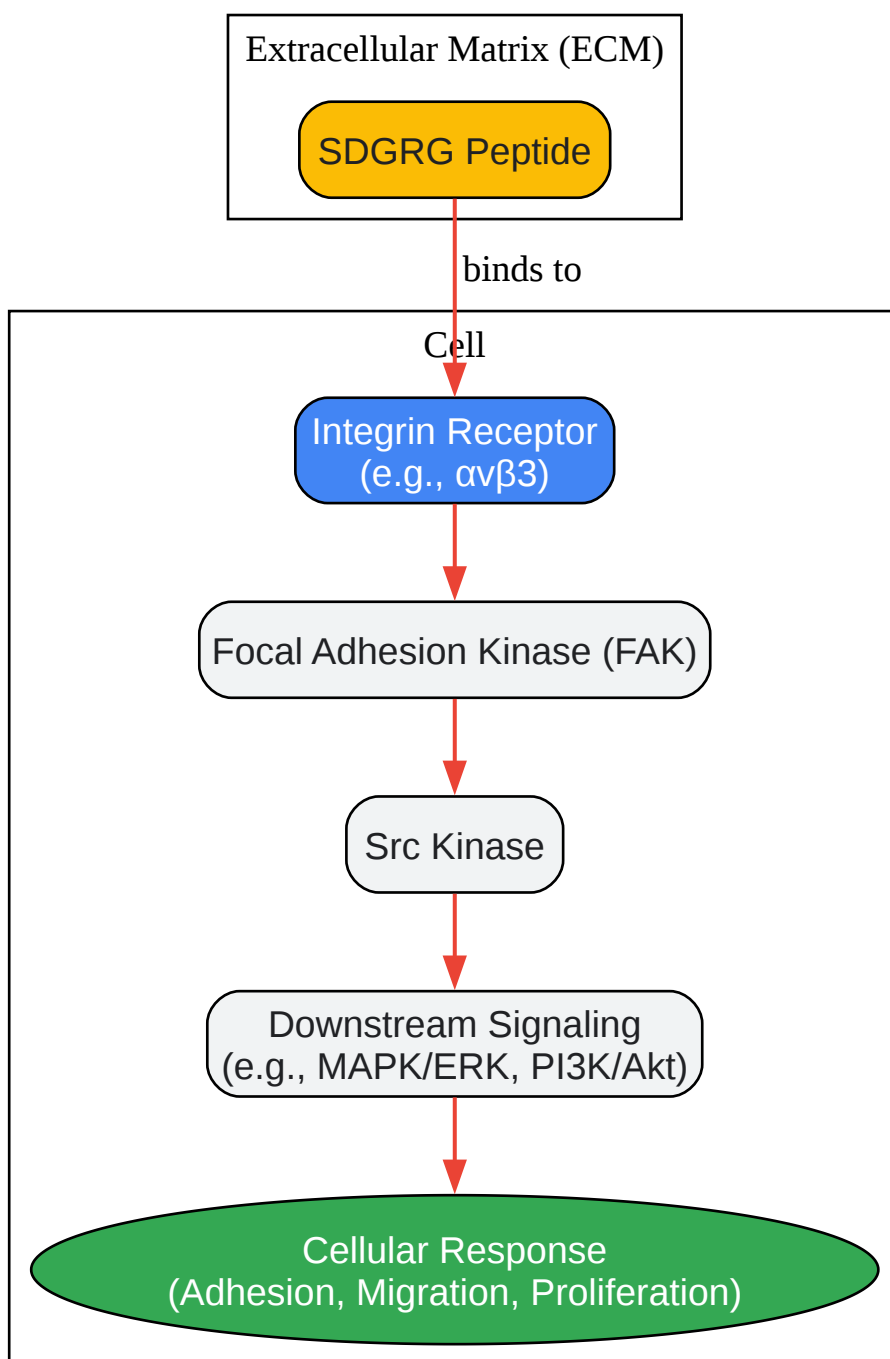 Extracellular Matrix (ECM)
SDGRG Peptide
binds to
Cell
Integrin Receptor
(e.g., αvβ3)
Focal Adhesion Kinase (FAK)
Src Kinase
Downstream Signaling
(e.g., MAPK/ERK, PI3K/Akt)
Cellular Response
(Adhesion, Migration, Proliferation)